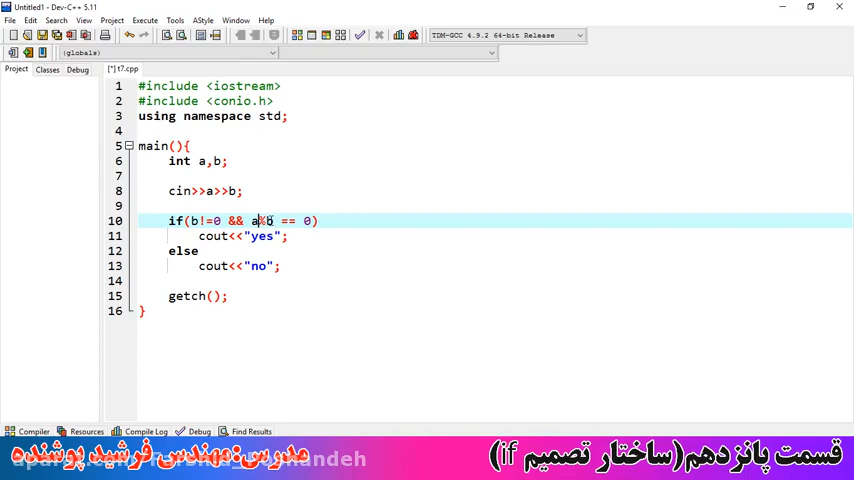 Untitled1 - Dev-C++ 5.11
File Edit Search View Project Execute Tools AStyle Window Help
TDM-GCC 4.9.2 64-bit Release
(globals)
Project Classes Debug [*] t7.cpp
1 #include <iostream>
2 #include <conio.h>
3 using namespace std;
4
5 main(){
6 int a,b;
7
8 cin>>a>>b;
9
10 if(b!=0 && a%b == 0)
11 cout<<"yes";
12 else
13 cout<<"no";
14
15 getch();
16 }
Compiler Resources Compile Log Debug Find Results
قسمت پانزدهم(ساختار تصمیم if) مدرس:مهندس فرشید پوشنده